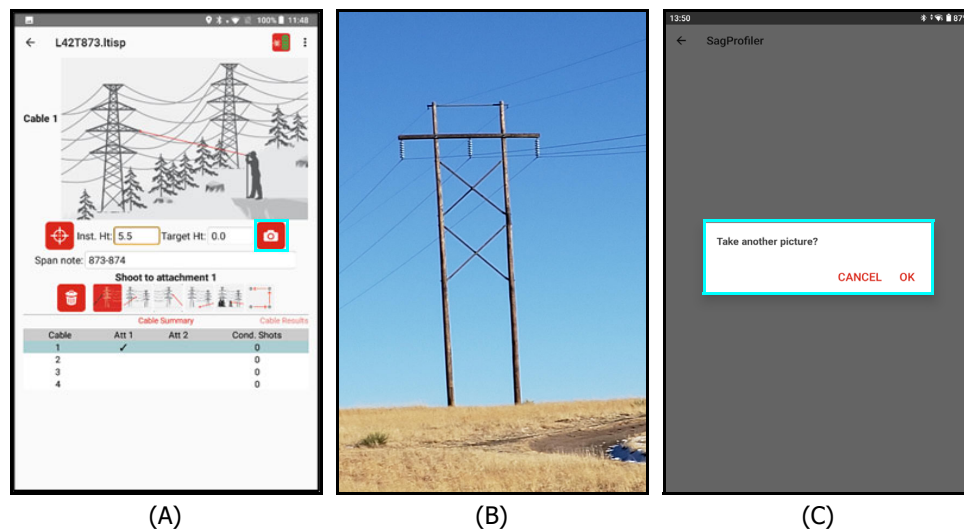 100% 11:48
L42T873.ltisp
Cable 1
Inst. Ht: 5.5 Target Ht: 0.0
Span note: 873-874
Shoot to attachment 1
Cable Summary Cable Results
Cable Att 1 Att 2 Cond. Shots
1 ✓ 0
2 0
3 0
4 0
(A)
(B)
13:50 87%
SagProfiler
Take another picture?
CANCEL OK
(C)